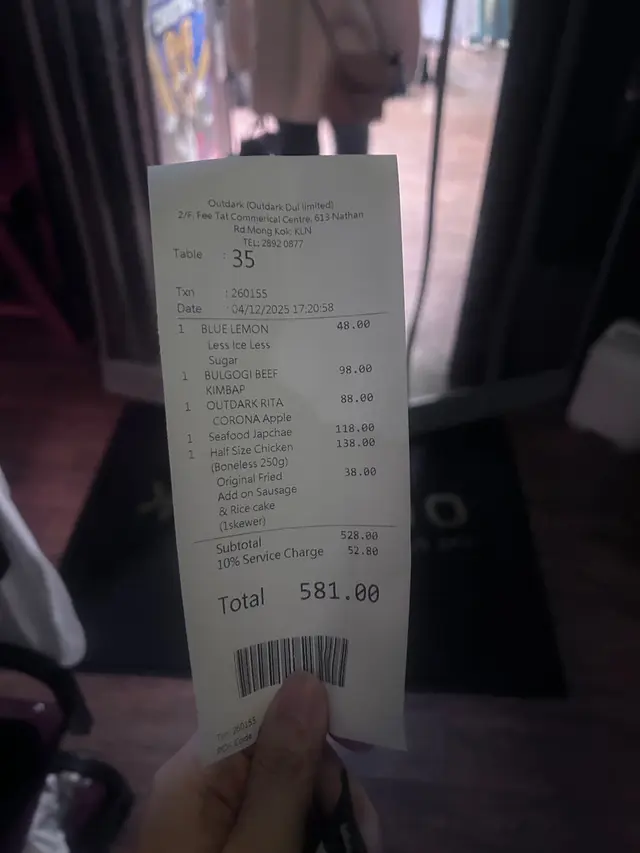 Outdark (Outdark Dui limited)
2/F, Fee Tat Commerical Centre, 613 Nathan
Rd Mong Kok, KLN
TEL: 2892 0877
Table : 35
Txn : 260155
Date : 04/12/2025 17:20:58
1 BLUE LEMON 48.00
Less Ice Less
Sugar
1 BULGOGI BEEF 98.00
KIMBAP
1 OUTDARK RITA 88.00
CORONA Apple
1 Seafood Japchae 118.00
1 Half Size Chicken 138.00
(Boneless 250g)
Original Fried
Add on Sausage 38.00
& Rice cake
(1skewer)
Subtotal 528.00
10% Service Charge 52.80
Total 581.00
260155
Code